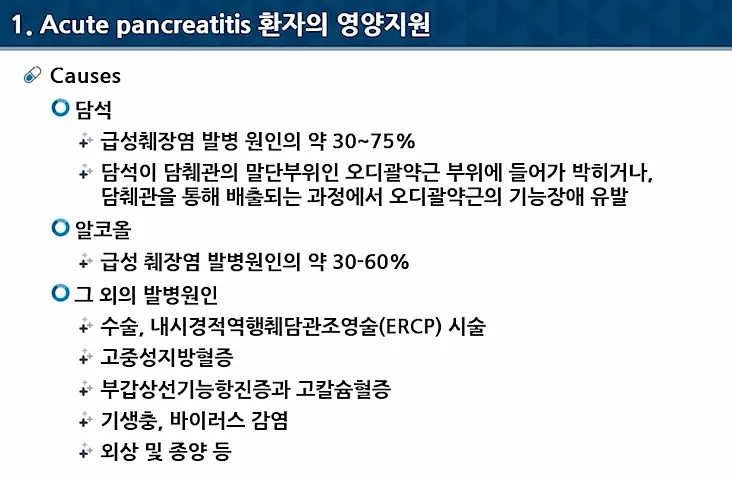 1. Acute pancreatitis 환자의 영양지원
Causes
담석
급성췌장염 발병 원인의 약 30~75%
담석이 담췌관의 말단부위인 오디괄약근 부위에 들어가 박히거나,
담췌관을 통해 배출되는 과정에서 오디괄약근의 기능장애 유발
알코올
급성 췌장염 발병원인의 약 30-60%
그 외의 발병원인
수술, 내시경적역행췌담관조영술(ERCP) 시술
고중성지방혈증
부갑상선기능항진증과 고칼슘혈증
기생충, 바이러스 감염
외상 및 종양 등